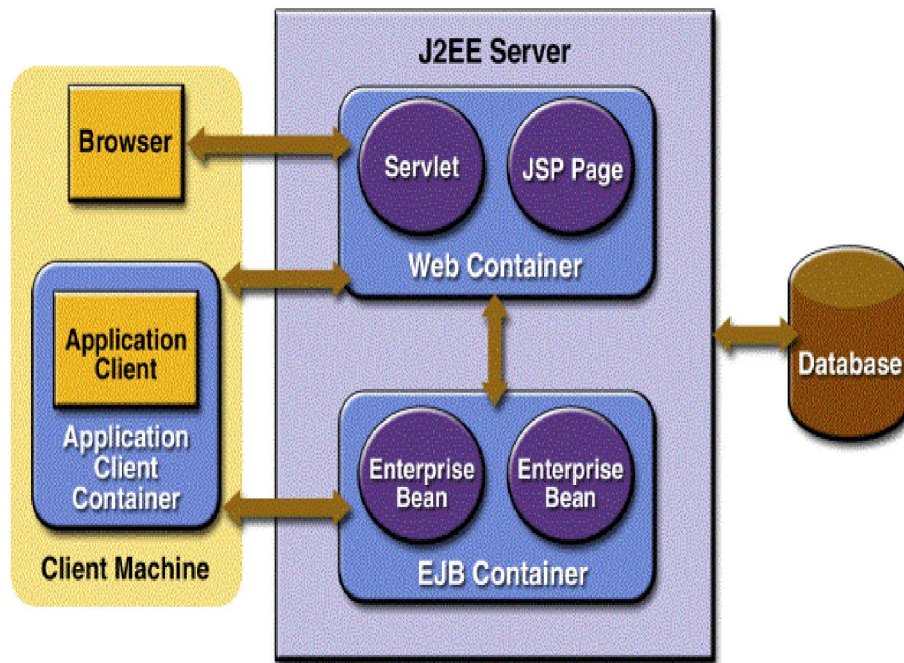 J2EE Server
Browser
Servlet
JSP Page
Web Container
Application
Client
Application
Client
Container
Client Machine
Enterprise
Bean
Enterprise
Bean
EJB Container
Database